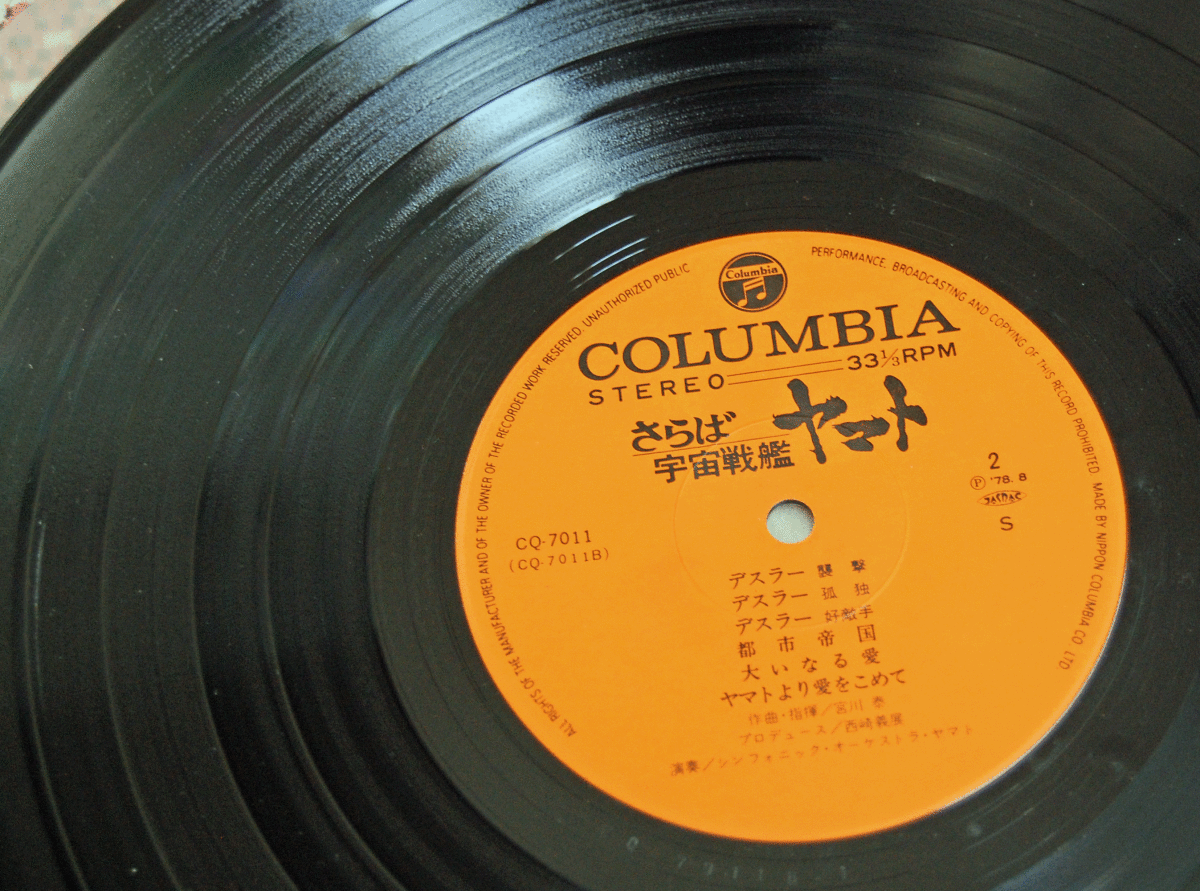 Columbia
COLUMBIA
STEREO 33⅓RPM
さらば
宇宙戦艦 ヤマト
2
Ⓟ '78. 8
JASRAC
S
CQ-7011
(CQ-7011B)
デスラー 襲撃
デスラー 孤独
デスラー 好敵手
都市帝国
大いなる愛
ヤマトより愛をこめて
作曲・指揮/宮川 泰
プロデュース/西崎義展
演奏/シンフォニック・オーケストラ・ヤマト
ALL RIGHTS OF THE MANUFACTURER AND OF THE OWNER OF THE RECORDED WORK RESERVED. UNAUTHORIZED PUBLIC PERFORMANCE. BROADCASTING AND COPYING OF THIS RECORD PROHIBITED. MADE BY NIPPON COLUMBIA CO LTD